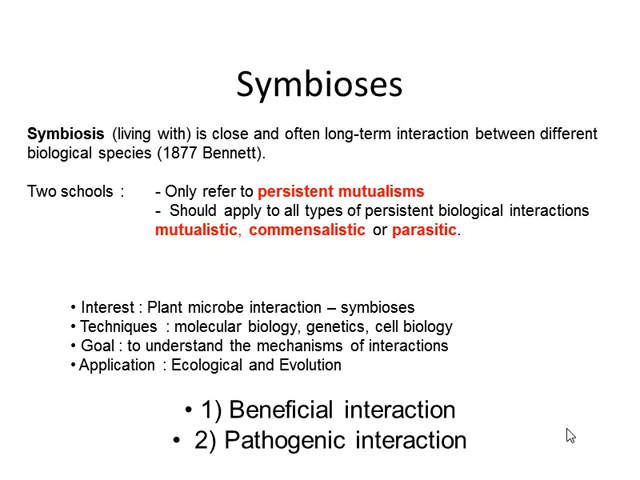 Symbioses
Symbiosis (living with) is close and often long-term interaction between different
biological species (1877 Bennett).
Two schools : - Only refer to persistent mutualisms
- Should apply to all types of persistent biological interactions
mutualistic, commensalistic or parasitic.
• Interest : Plant microbe interaction – symbioses
• Techniques : molecular biology, genetics, cell biology
• Goal : to understand the mechanisms of interactions
• Application : Ecological and Evolution
• 1) Beneficial interaction
• 2) Pathogenic interaction